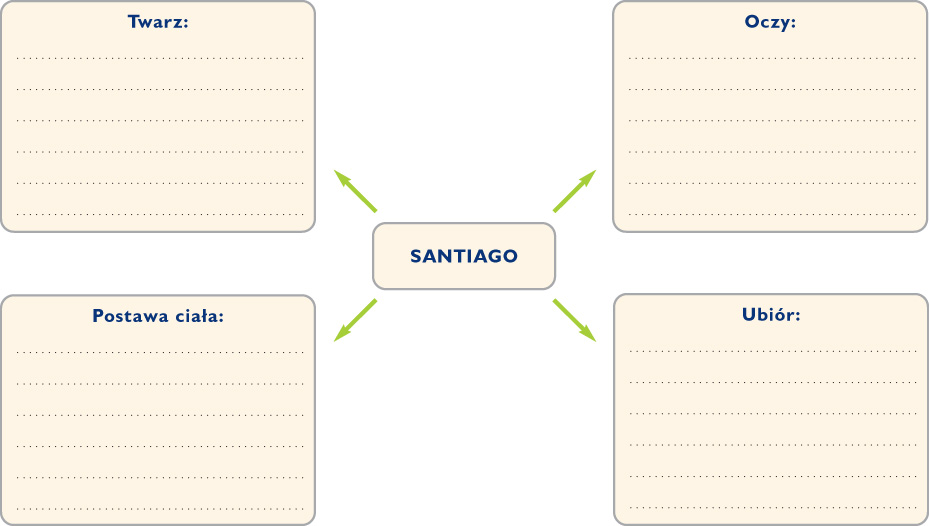 Twarz:
Oczy:
SANTIAGO
Postawa ciała:
Ubiór: